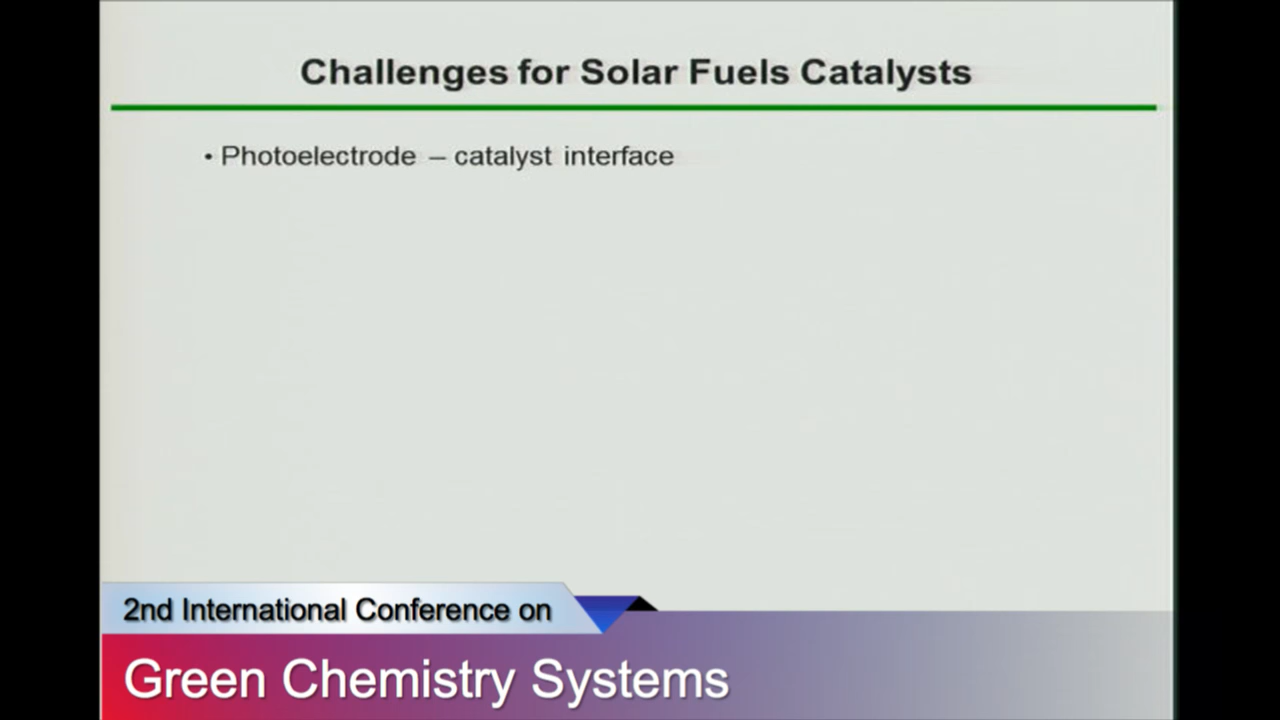 Challenges for Solar Fuels Catalysts
• Photoelectrode – catalyst interface
2nd International Conference on
Green Chemistry Systems